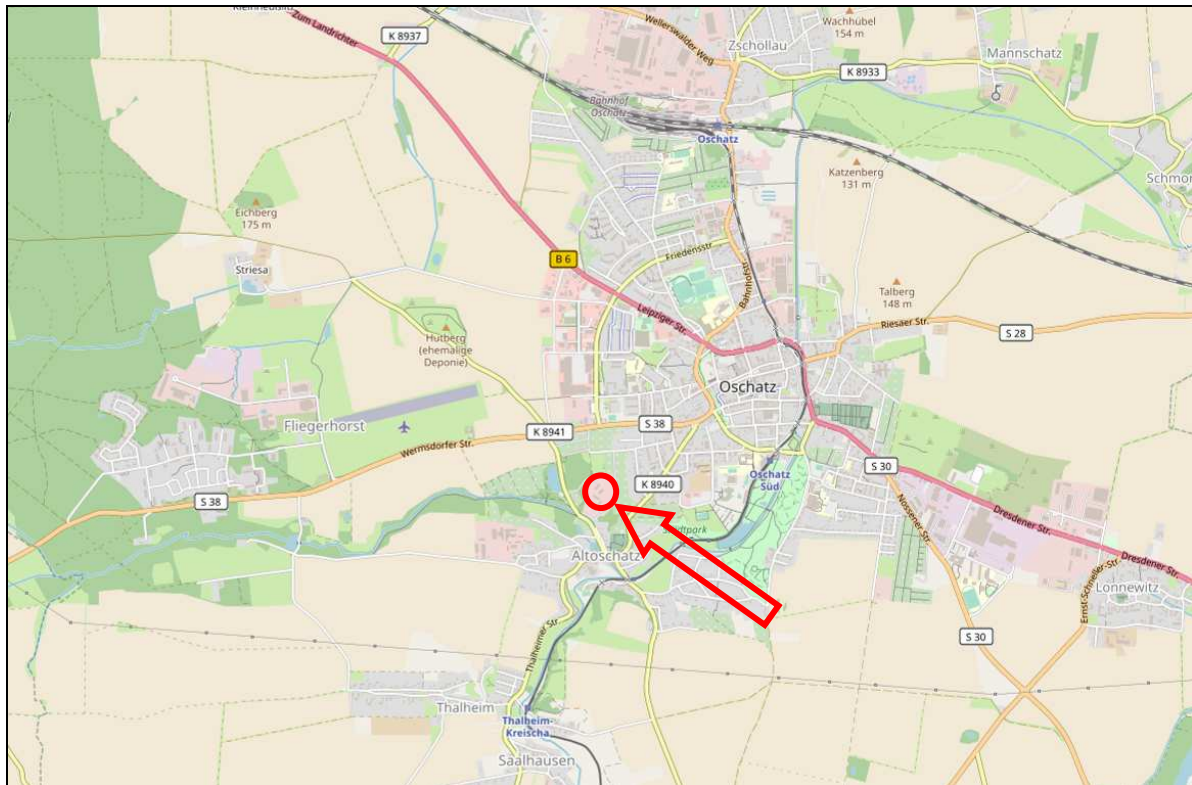 Zum Landrichter
K 8937
Wellerswalder Weg
Wachhübel
154 m
Zschollau
Mannschatz
K 8933
Bahnhof
Oschatz
Oschatz
Katzenberg
131 m
Schmor
Eichberg
175 m
Striesa
B 6
Friedensstr
Bahnhofstr
Talberg
148 m
Leipziger Str.
Riesaer Str.
S 28
Hutberg
(ehemalige
Deponie)
Oschatz
Fliegerhorst
K 8941
S 38
Wermsdorfer Str.
S 38
K 8940
Oschatz
Süd
S 30
Nossener Str.
Dresdener Str.
Dresdener Str.
Altoschatz
Ernst-Schneller-Str.
Lonnewitz
S 30
Thalheimer Str.
Thalheim
Thalheim-
Kreischa
Saalhausen